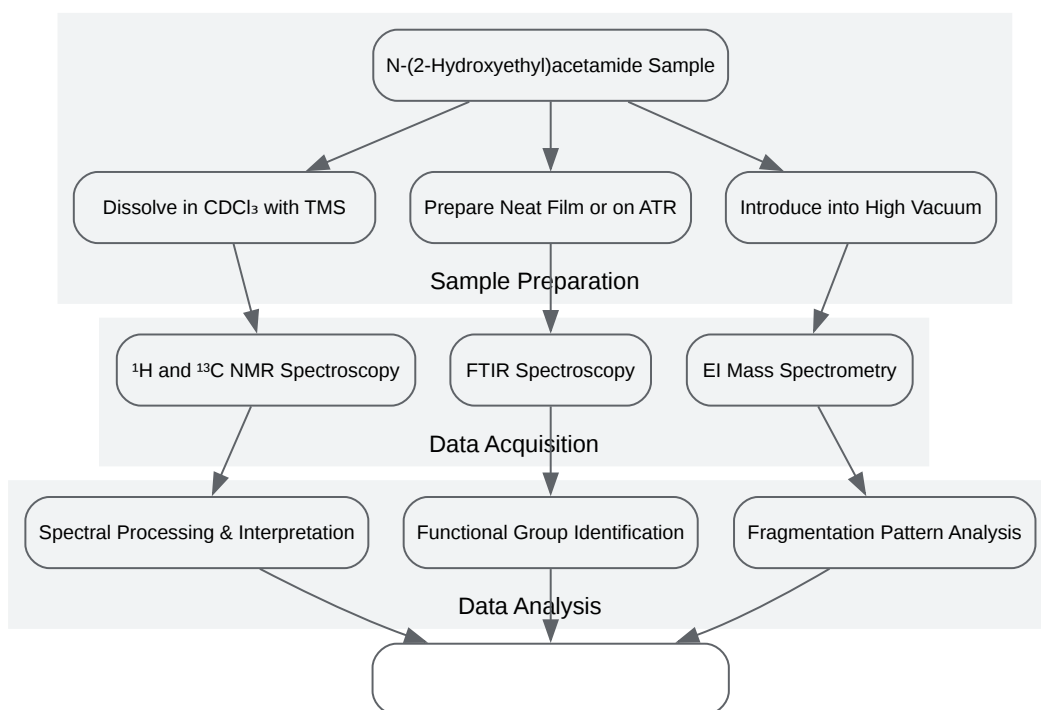 N-(2-Hydroxyethyl)acetamide Sample
Dissolve in CDCl₃ with TMS
Prepare Neat Film or on ATR
Introduce into High Vacuum
Sample Preparation
¹H and ¹³C NMR Spectroscopy
FTIR Spectroscopy
EI Mass Spectrometry
Data Acquisition
Spectral Processing & Interpretation
Functional Group Identification
Fragmentation Pattern Analysis
Data Analysis